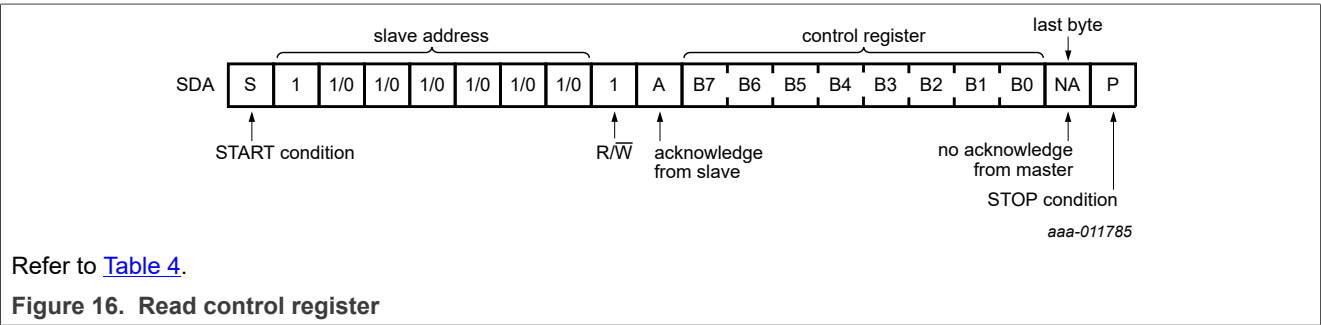 last byte
slave address control register
SDA S 1 1/0 1/0 1/0 1/0 1/0 1/0 1 A B7 B6 B5 B4 B3 B2 B1 B0 NA P
START condition R/W̅ acknowledge from slave no acknowledge from master
STOP condition
aaa-011785
Refer to Table 4.
Figure 16. Read control register